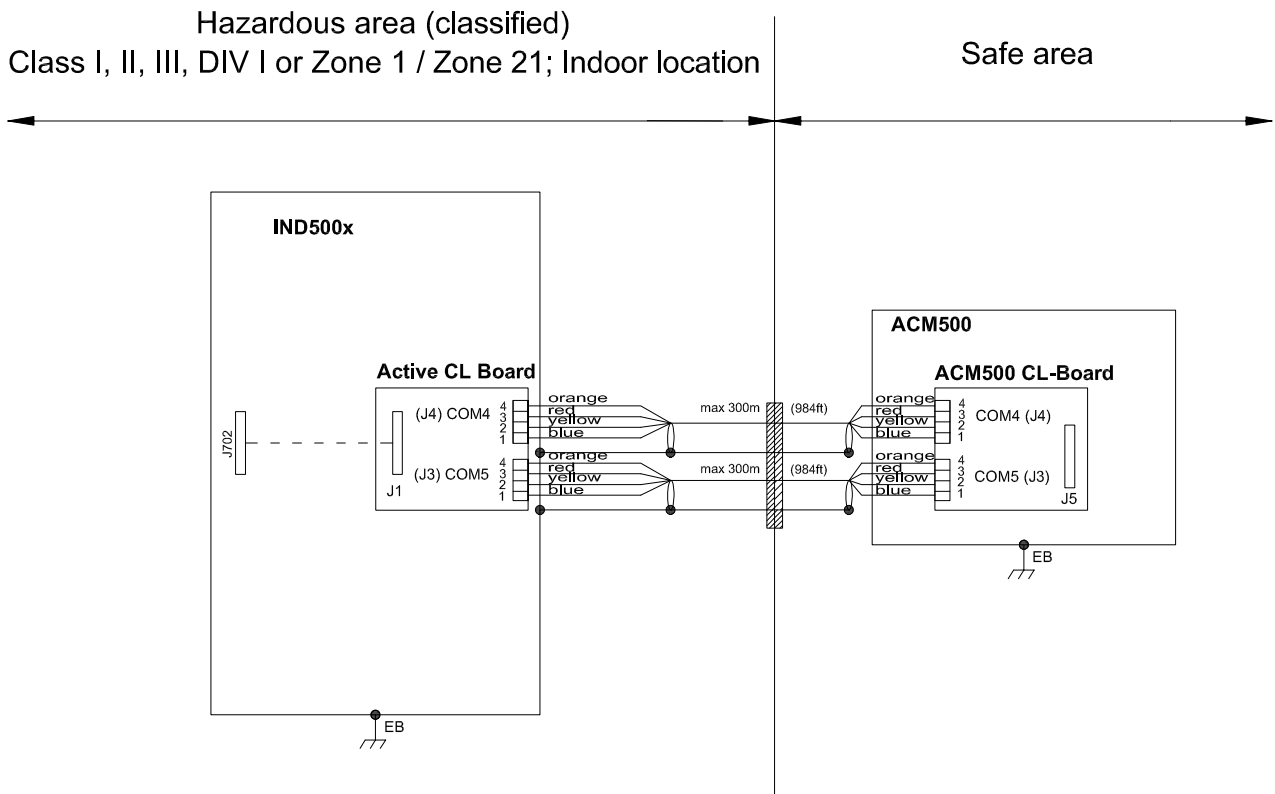 Hazardous area (classified)
Class I, II, III, DIV I or Zone 1 / Zone 21; Indoor location
Safe area
IND500x
J702
Active CL Board
(J4) COM4
4
3
2
1
orange
red
yellow
blue
(J3) COM5
4
3
2
1
orange
red
yellow
blue
J1
EB
max 300m
(984ft)
max 300m
(984ft)
ACM500
ACM500 CL-Board
orange
red
yellow
blue
4
3
2
1
COM4 (J4)
orange
red
yellow
blue
4
3
2
1
COM5 (J3)
J5
EB